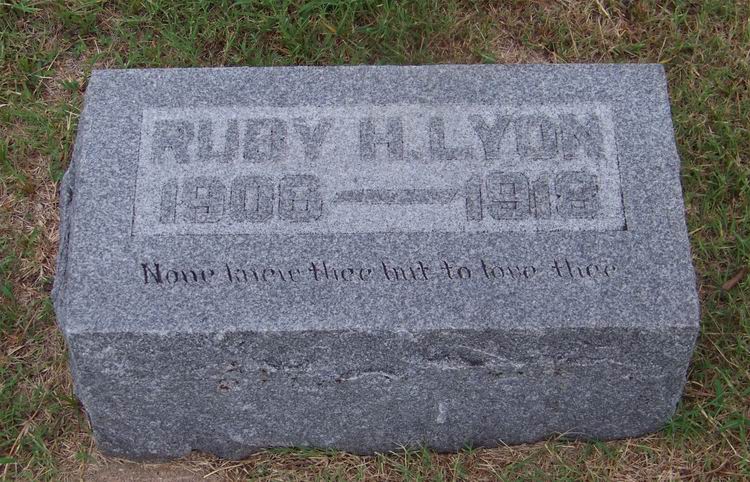 RUBY H. LYON
1906 — 1918
None knew thee but to love thee